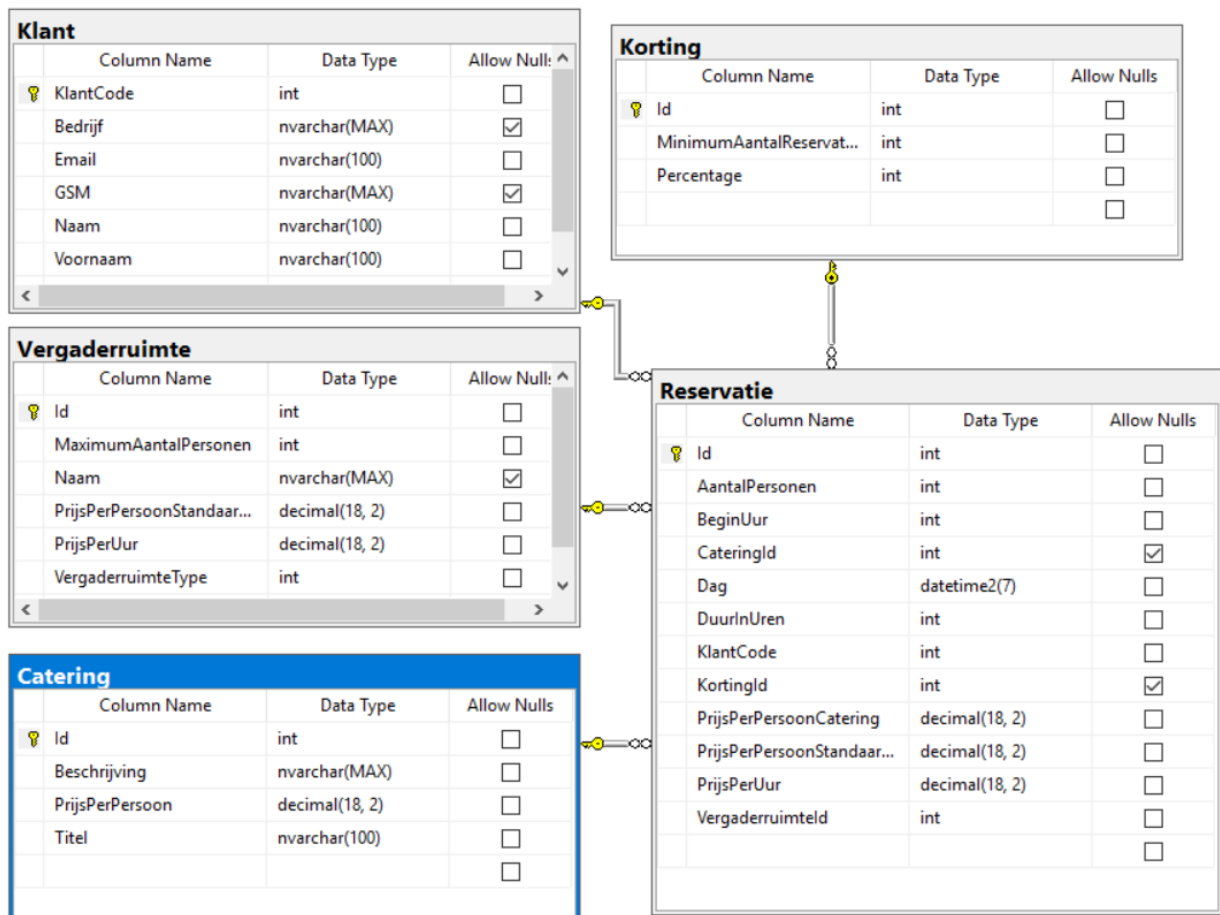 Klant
Column Name Data Type Allow Nulls
KlantCode int
Bedrijf nvarchar(MAX)
Email nvarchar(100)
GSM nvarchar(MAX)
Naam nvarchar(100)
Voornaam nvarchar(100)
Korting
Column Name Data Type Allow Nulls
Id int
MinimumAantalReservat... int
Percentage int
Vergaderruimte
Column Name Data Type Allow Nulls
Id int
MaximumAantalPersonen int
Naam nvarchar(MAX)
PrijsPerPersoonStandaar... decimal(18, 2)
PrijsPerUur decimal(18, 2)
VergaderruimteType int
Reservatie
Column Name Data Type Allow Nulls
Id int
AantalPersonen int
BeginUur int
CateringId int
Dag datetime2(7)
DuurInUren int
KlantCode int
KortingId int
PrijsPerPersoonCatering decimal(18, 2)
PrijsPerPersoonStandaar... decimal(18, 2)
PrijsPerUur decimal(18, 2)
VergaderruimteId int
Catering
Column Name Data Type Allow Nulls
Id int
Beschrijving nvarchar(MAX)
PrijsPerPersoon decimal(18, 2)
Titel nvarchar(100)